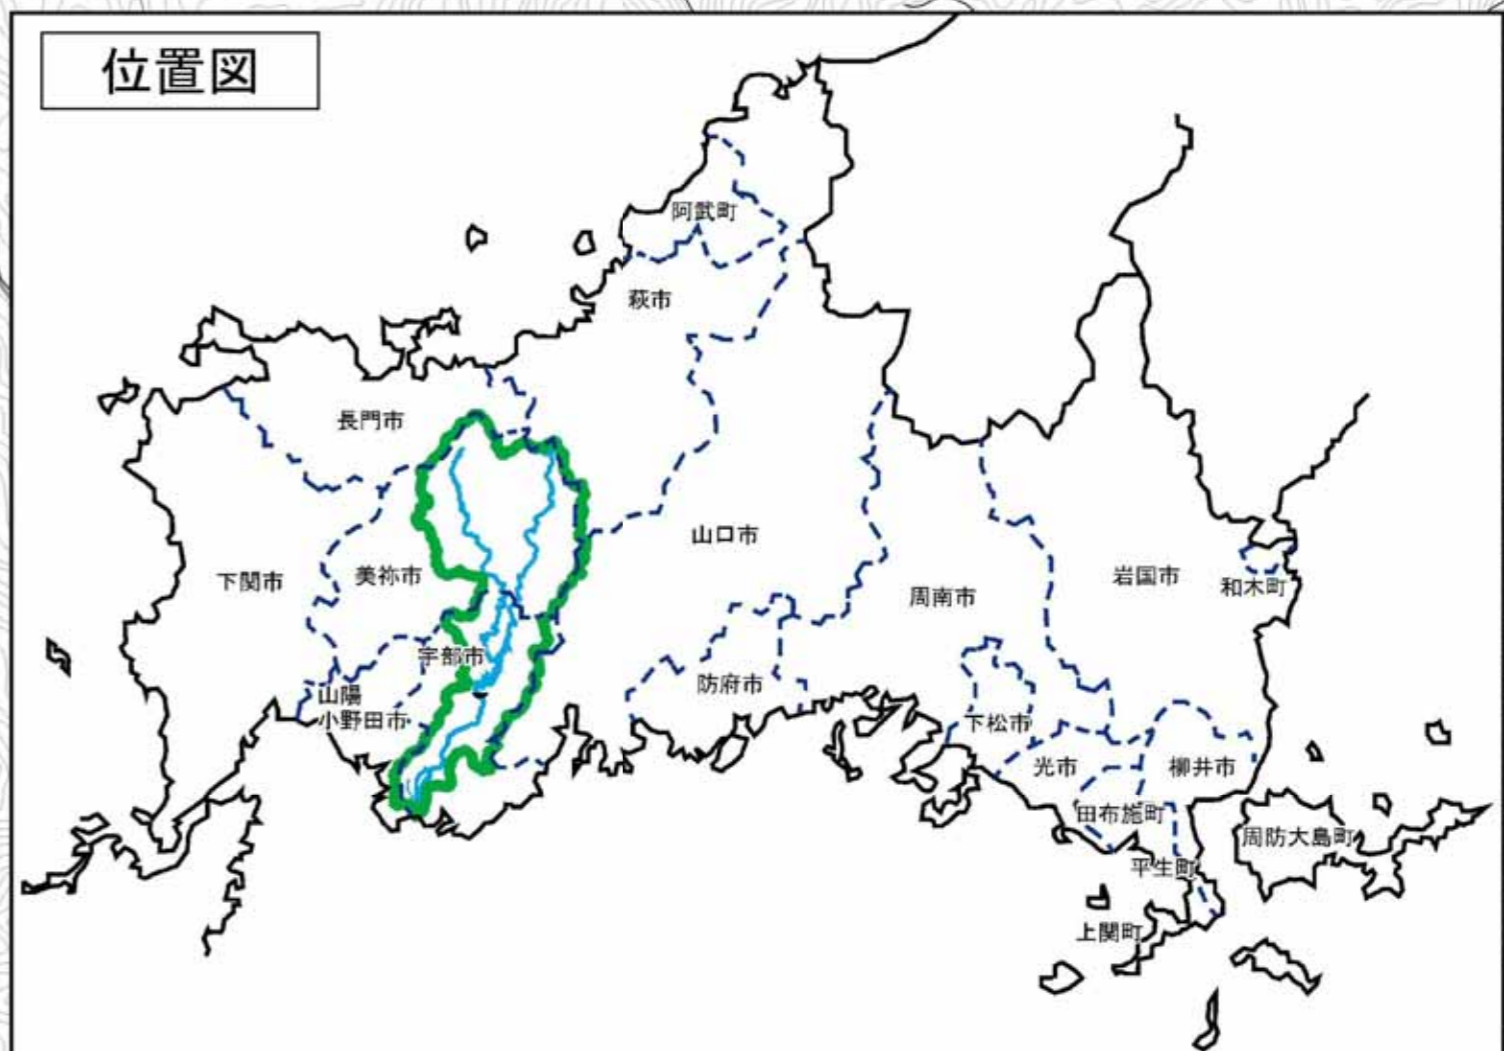 位置図
阿武町
萩市
長門市
山口市
下関市
美祢市
岩国市
和木町
周南市
宇部市
防府市
山陽
小野田市
下松市
光市
柳井市
田布施町
周防大島町
平生町
上関町